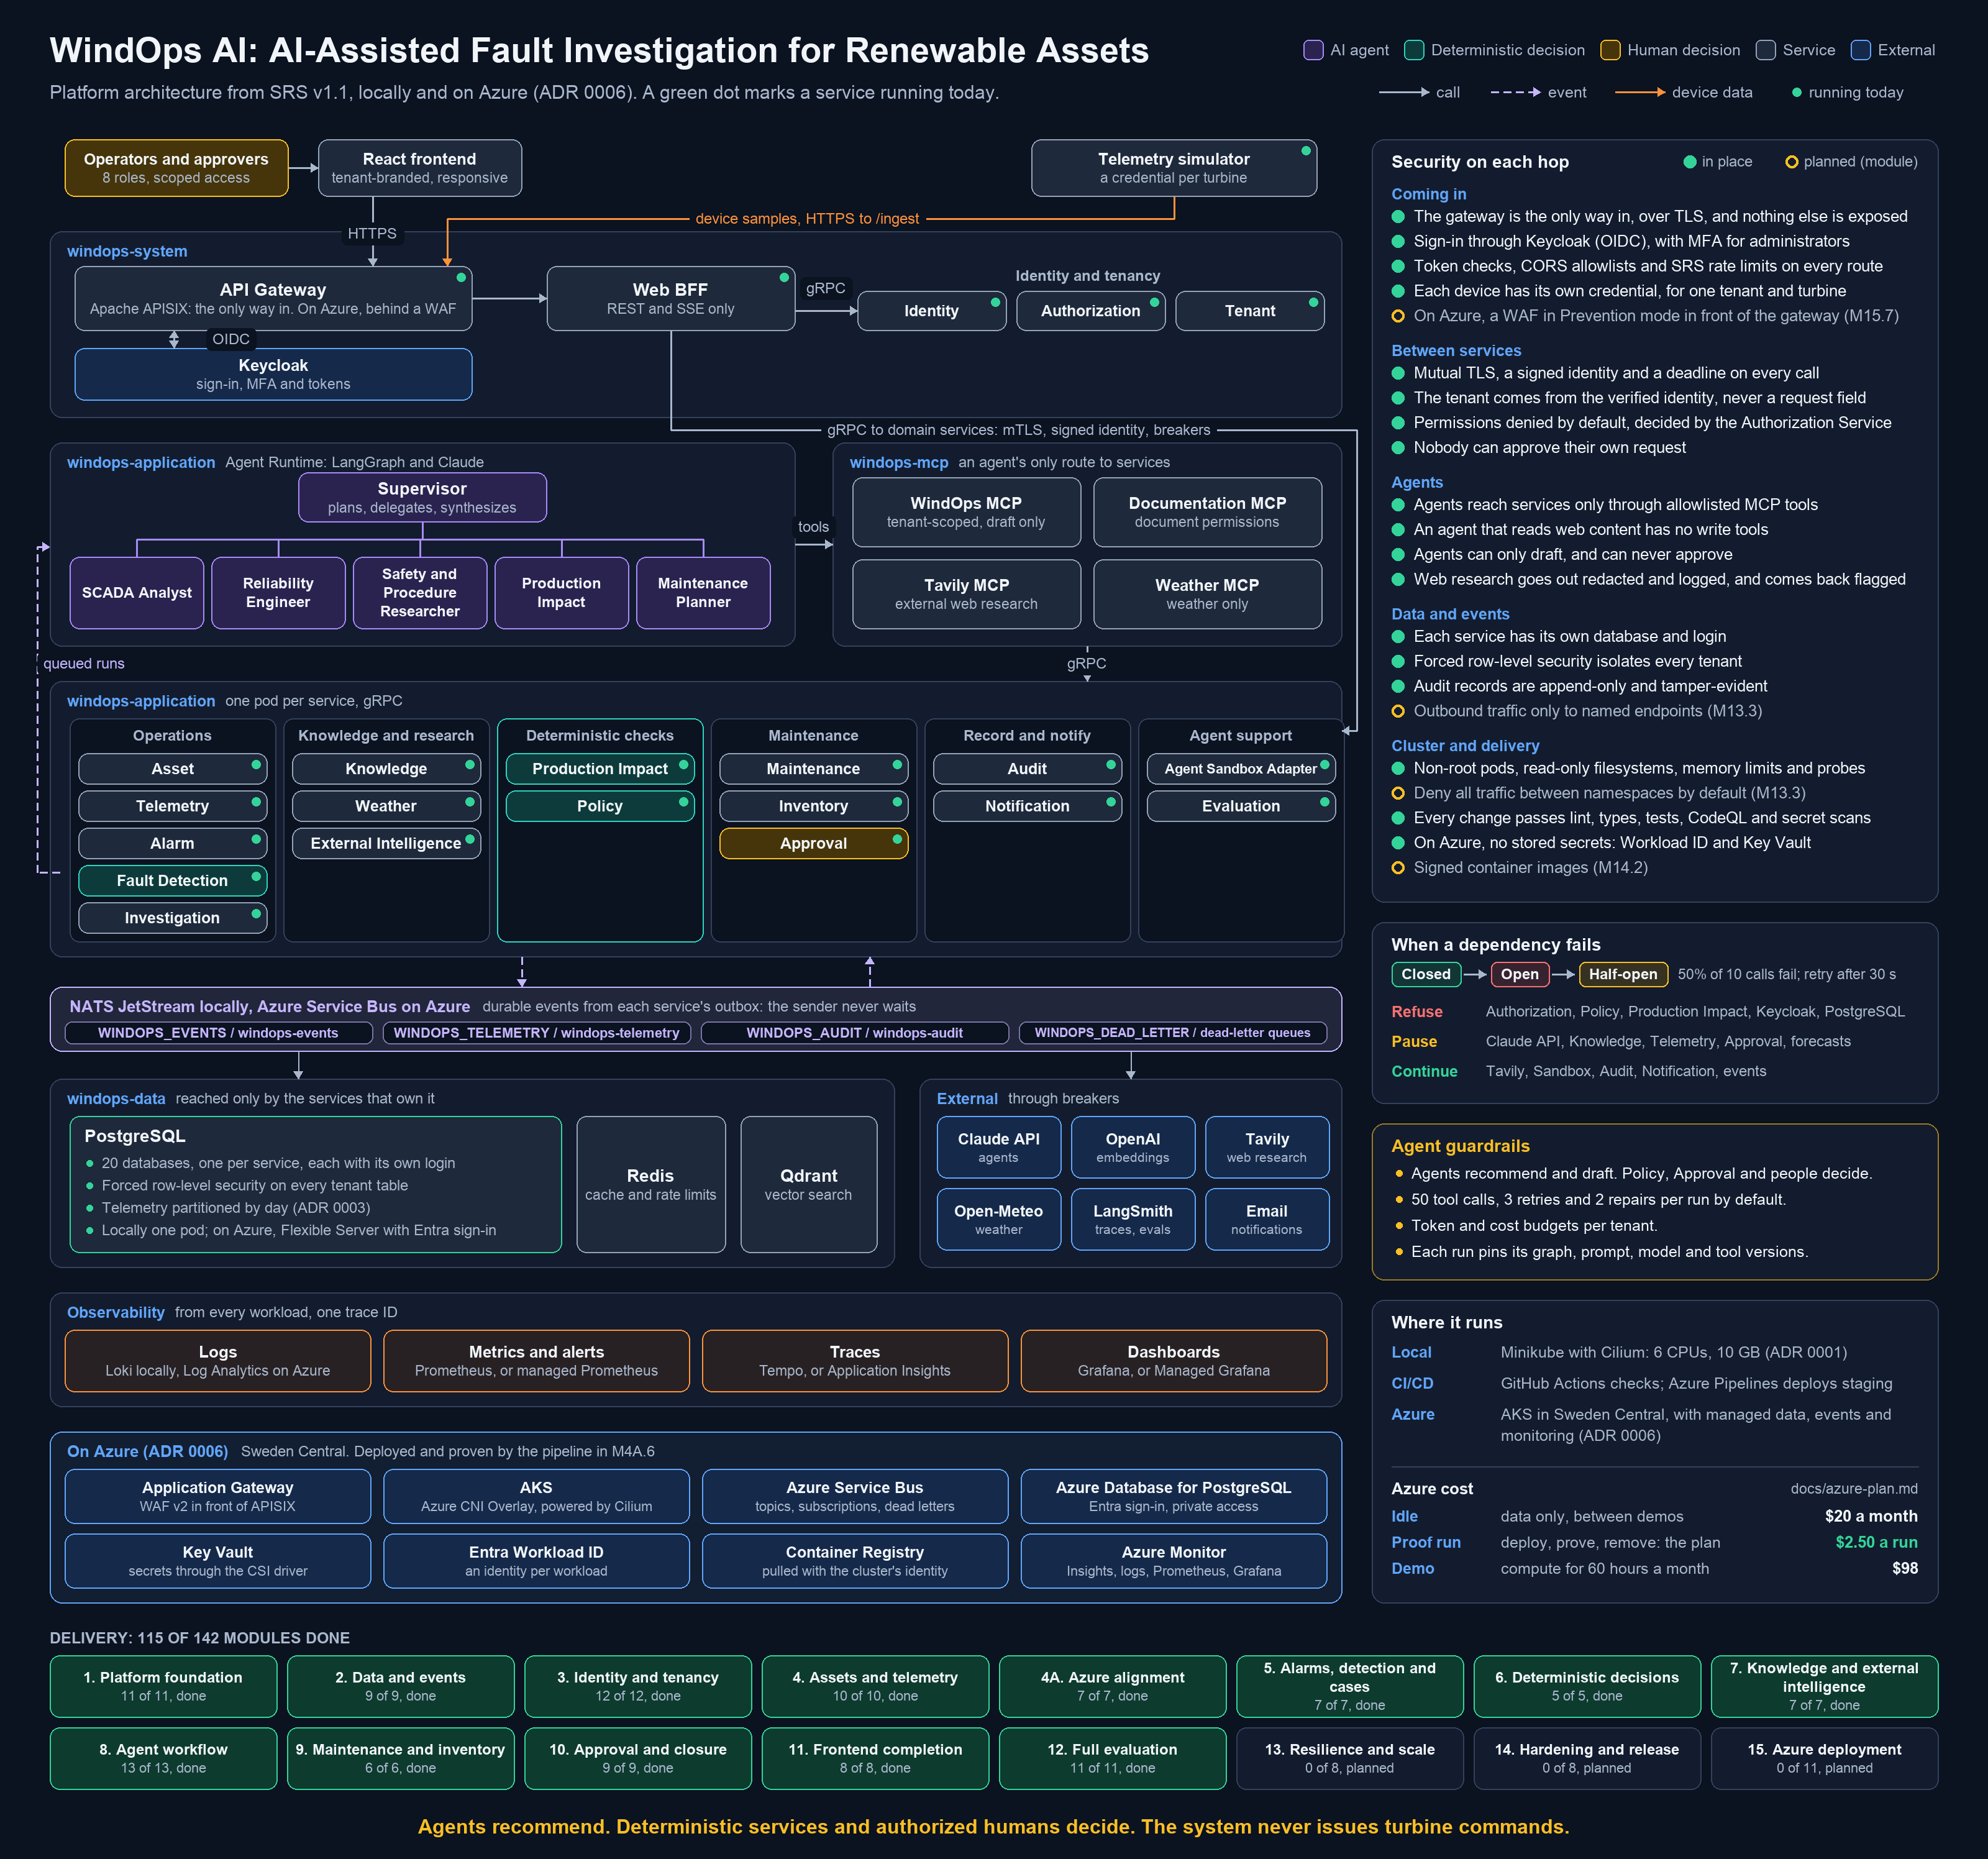 WindOps AI: AI-Assisted Fault Investigation for Renewable Assets
Platform architecture from SRS v1.1, locally and on Azure (ADR 0006). A green dot marks a service running today.
AI agent
Deterministic decision
Human decision
Service
External
call
event
device data
running today
Operators and approvers
8 roles, scoped access
React frontend
tenant-branded, responsive
Telemetry simulator
a credential per turbine
device samples, HTTPS to /ingest
HTTPS
windops-system
API Gateway
Apache APISIX: the only way in. On Azure, behind a WAF
Web BFF
REST and SSE only
gRPC
Identity and tenancy
Identity
Authorization
Tenant
OIDC
Keycloak
sign-in, MFA and tokens
gRPC to domain services: mTLS, signed identity, breakers
windops-application Agent Runtime: LangGraph and Claude
Supervisor
plans, delegates, synthesizes
SCADA Analyst
Reliability
Engineer
Safety and
Procedure
Researcher
Production
Impact
Maintenance
Planner
tools
windops-mcp an agent's only route to services
WindOps MCP
tenant-scoped, draft only
Documentation MCP
document permissions
Tavily MCP
external web research
Weather MCP
weather only
queued runs
gRPC
windops-application one pod per service, gRPC
Operations
Asset
Telemetry
Alarm
Fault Detection
Investigation
Knowledge and research
Knowledge
Weather
External Intelligence
Deterministic checks
Production Impact
Policy
Maintenance
Maintenance
Inventory
Approval
Record and notify
Audit
Notification
Agent support
Agent Sandbox Adapter
Evaluation
NATS JetStream locally, Azure Service Bus on Azure durable events from each service's outbox: the sender never waits
WINDOPS_EVENTS / windops-events
WINDOPS_TELEMETRY / windops-telemetry
WINDOPS_AUDIT / windops-audit
WINDOPS_DEAD_LETTER / dead-letter queues
windops-data reached only by the services that own it
PostgreSQL
20 databases, one per service, each with its own login
Forced row-level security on every tenant table
Telemetry partitioned by day (ADR 0003)
Locally one pod; on Azure, Flexible Server with Entra sign-in
Redis
cache and rate limits
Qdrant
vector search
External through breakers
Claude API
agents
OpenAI
embeddings
Tavily
web research
Open-Meteo
weather
LangSmith
traces, evals
Email
notifications
Observability from every workload, one trace ID
Logs
Loki locally, Log Analytics on Azure
Metrics and alerts
Prometheus, or managed Prometheus
Traces
Tempo, or Application Insights
Dashboards
Grafana, or Managed Grafana
On Azure (ADR 0006) Sweden Central. Deployed and proven by the pipeline in M4A.6
Application Gateway
WAF v2 in front of APISIX
AKS
Azure CNI Overlay, powered by Cilium
Azure Service Bus
topics, subscriptions, dead letters
Azure Database for PostgreSQL
Entra sign-in, private access
Key Vault
secrets through the CSI driver
Entra Workload ID
an identity per workload
Container Registry
pulled with the cluster's identity
Azure Monitor
Insights, logs, Prometheus, Grafana
Security on each hop
in place
planned (module)
Coming in
The gateway is the only way in, over TLS, and nothing else is exposed
Sign-in through Keycloak (OIDC), with MFA for administrators
Token checks, CORS allowlists and SRS rate limits on every route
Each device has its own credential, for one tenant and turbine
On Azure, a WAF in Prevention mode in front of the gateway (M15.7)
Between services
Mutual TLS, a signed identity and a deadline on every call
The tenant comes from the verified identity, never a request field
Permissions denied by default, decided by the Authorization Service
Nobody can approve their own request
Agents
Agents reach services only through allowlisted MCP tools
An agent that reads web content has no write tools
Agents can only draft, and can never approve
Web research goes out redacted and logged, and comes back flagged
Data and events
Each service has its own database and login
Forced row-level security isolates every tenant
Audit records are append-only and tamper-evident
Outbound traffic only to named endpoints (M13.3)
Cluster and delivery
Non-root pods, read-only filesystems, memory limits and probes
Deny all traffic between namespaces by default (M13.3)
Every change passes lint, types, tests, CodeQL and secret scans
On Azure, no stored secrets: Workload ID and Key Vault
Signed container images (M14.2)
When a dependency fails
Closed
Open
Half-open
50% of 10 calls fail; retry after 30 s
Refuse Authorization, Policy, Production Impact, Keycloak, PostgreSQL
Pause Claude API, Knowledge, Telemetry, Approval, forecasts
Continue Tavily, Sandbox, Audit, Notification, events
Agent guardrails
Agents recommend and draft. Policy, Approval and people decide.
50 tool calls, 3 retries and 2 repairs per run by default.
Token and cost budgets per tenant.
Each run pins its graph, prompt, model and tool versions.
Where it runs
Local Minikube with Cilium: 6 CPUs, 10 GB (ADR 0001)
CI/CD GitHub Actions checks; Azure Pipelines deploys staging
Azure AKS in Sweden Central, with managed data, events and
monitoring (ADR 0006)
Azure cost docs/azure-plan.md
Idle data only, between demos $20 a month
Proof run deploy, prove, remove: the plan $2.50 a run
Demo compute for 60 hours a month $98
DELIVERY: 115 OF 142 MODULES DONE
1. Platform foundation
11 of 11, done
2. Data and events
9 of 9, done
3. Identity and tenancy
12 of 12, done
4. Assets and telemetry
10 of 10, done
4A. Azure alignment
7 of 7, done
5. Alarms, detection and
cases
7 of 7, done
6. Deterministic decisions
5 of 5, done
7. Knowledge and external
intelligence
7 of 7, done
8. Agent workflow
13 of 13, done
9. Maintenance and inventory
6 of 6, done
10. Approval and closure
9 of 9, done
11. Frontend completion
8 of 8, done
12. Full evaluation
11 of 11, done
13. Resilience and scale
0 of 8, planned
14. Hardening and release
0 of 8, planned
15. Azure deployment
0 of 11, planned
Agents recommend. Deterministic services and authorized humans decide. The system never issues turbine commands.